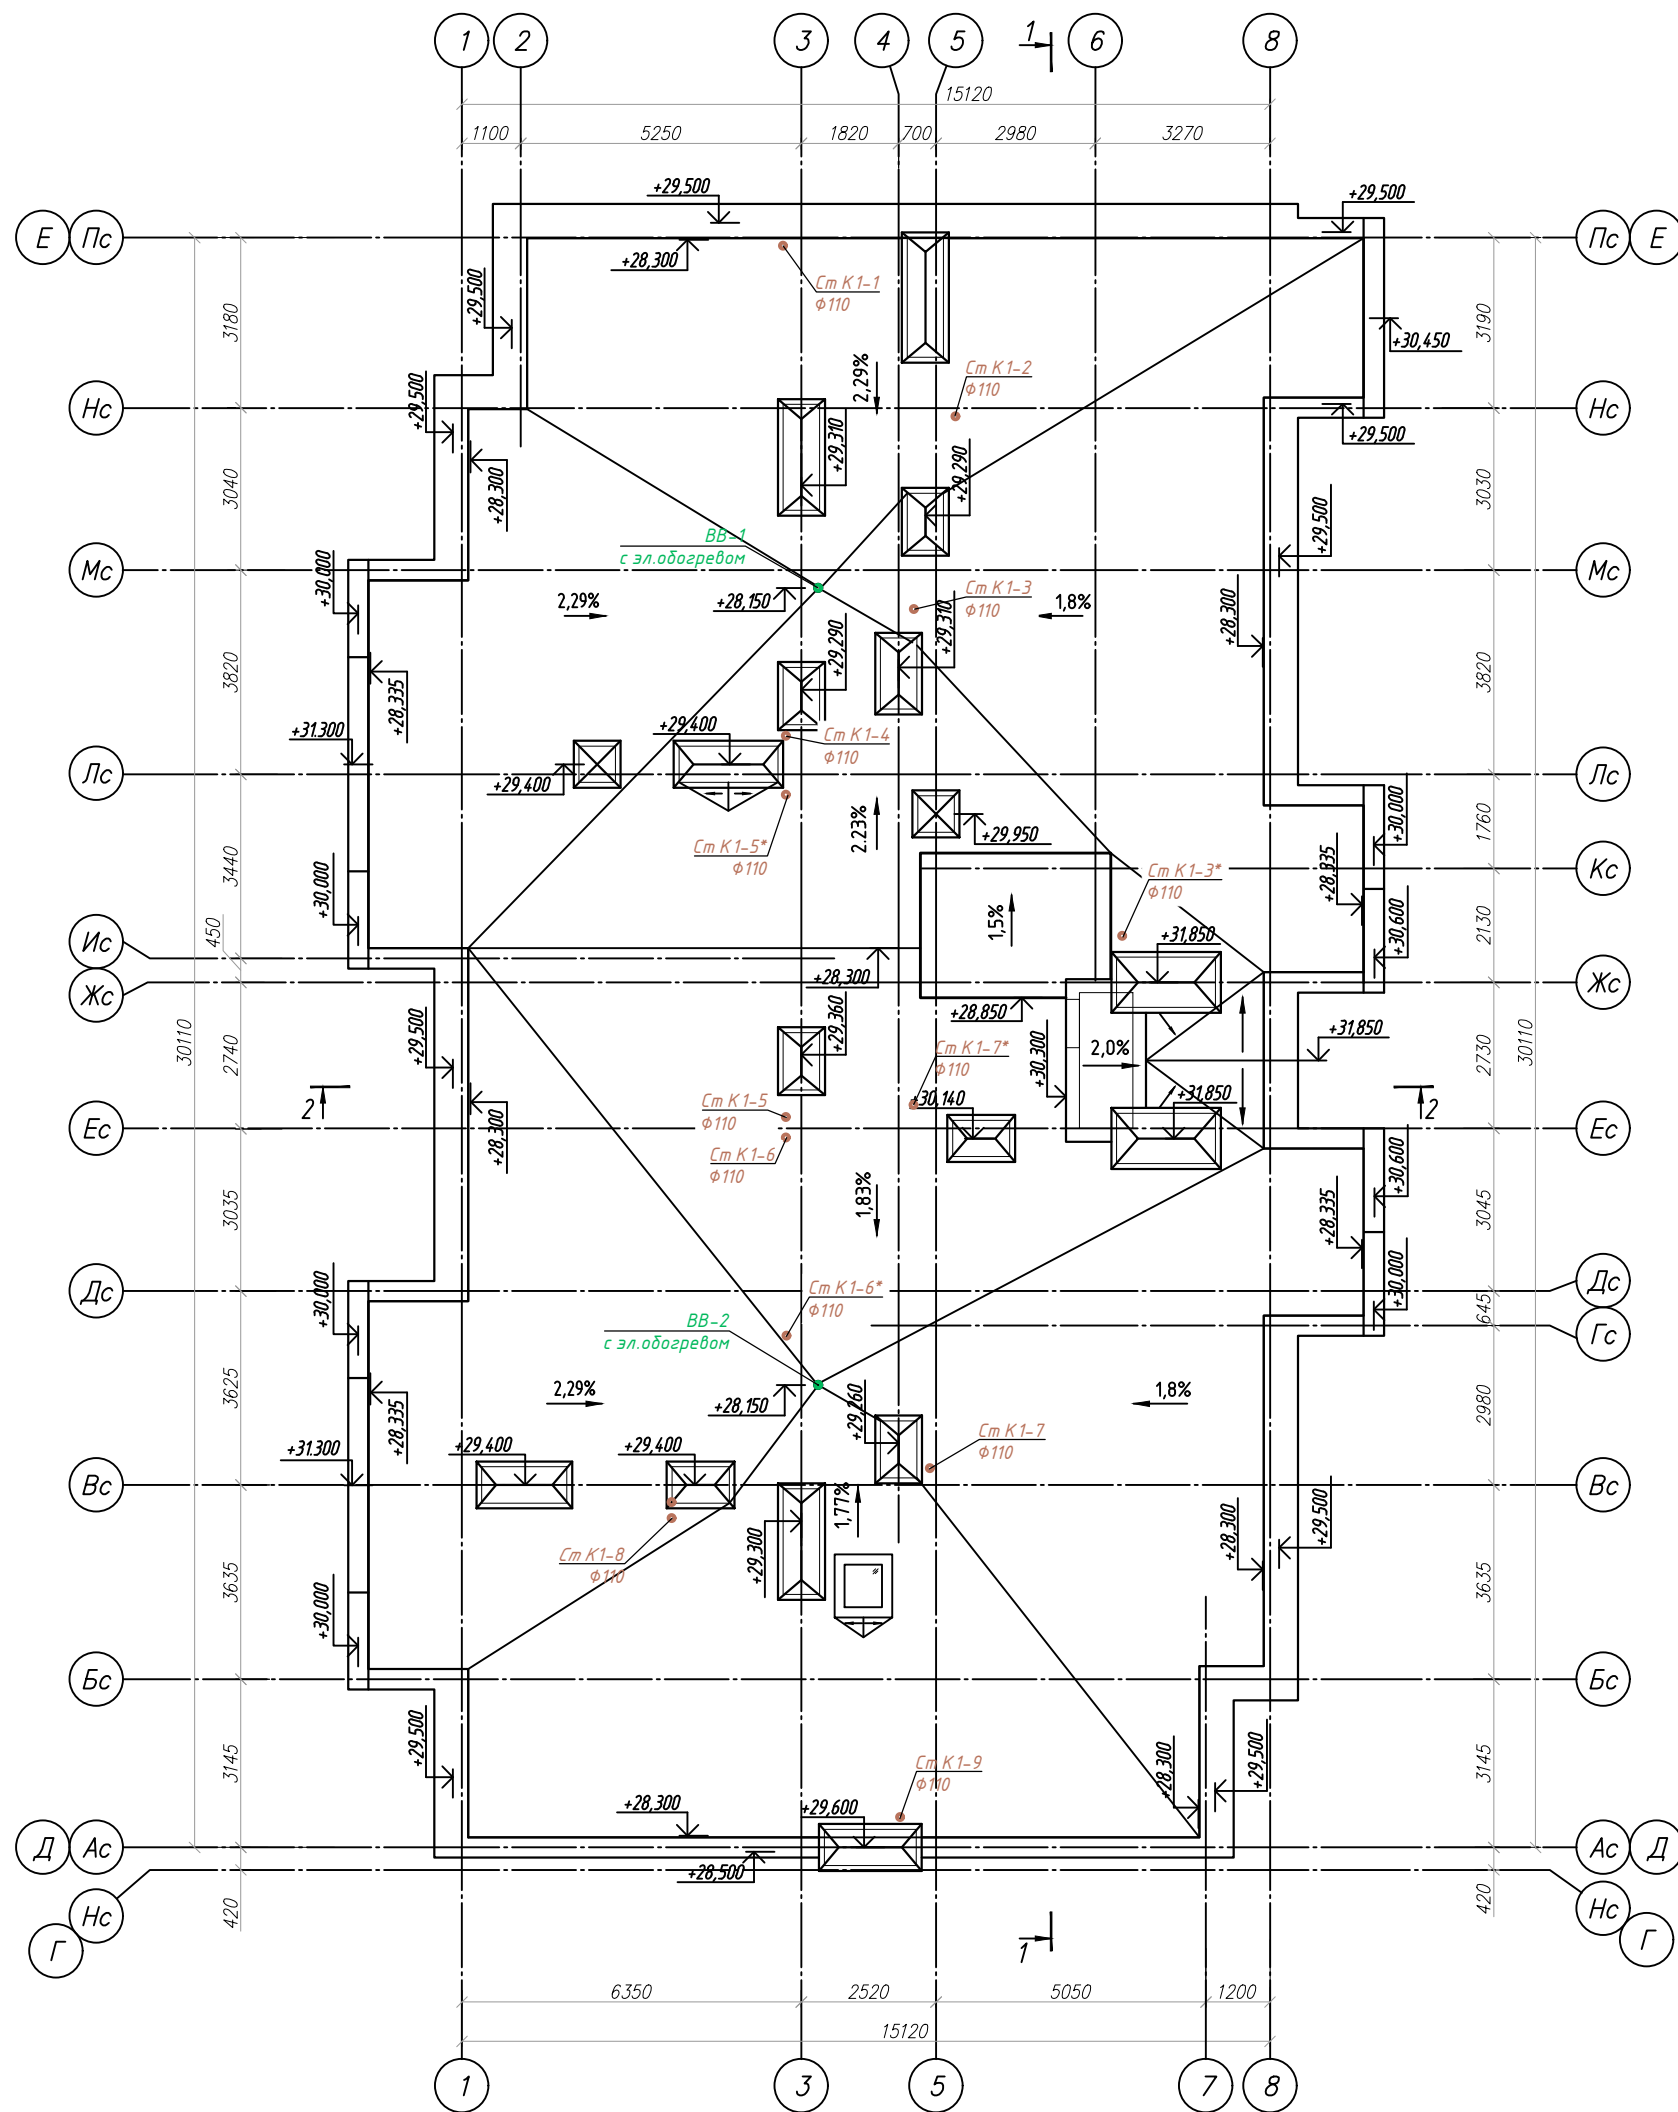 1 2 3 4 5 6 8
1
15120
1100 5250 1820 700 2980 3270
+29,500
+29,500
Е Пс
Пс Е
+28,300
Ст К1-1
Ф110
+29,500
3180
3190
+30,450
2,29%
Ст К1-2
Ф110
+29,500
Нс
Нс
+29,500
+29,310
+29,290
+28,300
3040
3030
+29,500
ВВ-1
с эл.обогревом
Мс
Мс
+30,000
+28,150
2,29%
Ст К1-3
Ф110
1,8%
+29,310
+28,300
+29,290
3820
3820
+28,335
+31.300
+29,400
Ст К1-4
Ф110
Лс
Лс
+29,400
+29,950
+30,000
1760
2.23%
Ст К1-5*
Ф110
3440
+30,000
Ст К1-3*
Ф110
+28,335
Кс
450
1,5%
+30,600
2130
Ис
+31,850
+28,300
Жс
Жс
+28,850
+29,360
+29,500
30110
2740
+31,850
2730
30110
Ст К1-7*
Ф110
2,0%
+30,300
2
+30,140
+31,850
2
Ст К1-5
Ф110
+28,300
Ес
Ес
Ст К1-6
Ф110
+30,600
1,83%
3035
+28,335
3045
Дс
Дс
+30,000
Ст К1-6*
Ф110
+30,000
645
ВВ-2
с эл.обогревом
Гс
2,29%
1,8%
+28,150
+29,260
3625
2980
+28,335
Ст К1-7
Ф110
+31.300
+29,400
+29,400
Вс
Вс
1,77%
+28,300
+29,500
+29,300
Ст К1-8
Ф110
+30,000
3635
3635
Бс
Бс
+29,500
3145
Ст К1-9
Ф110
+28,300
+29,500
3145
+28,300
+29,600
Д Ас
Ас Д
+28,500
420
420
Нс
Нс
Г
Г
1
6350 2520 5050 1200
15120
1 3 5 7 8